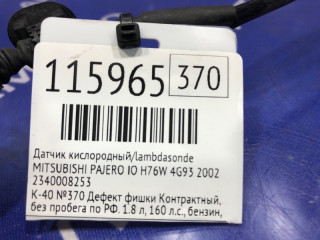 115965 370
Датчик кислородный/lambdasonde
MITSUBISHI PAJERO IO H76W 4G93 2002
2340008253
К-40 №370 Дефект фишки Контрактный,
без пробега по РФ. 1.8 л, 160 л.с., бензин,